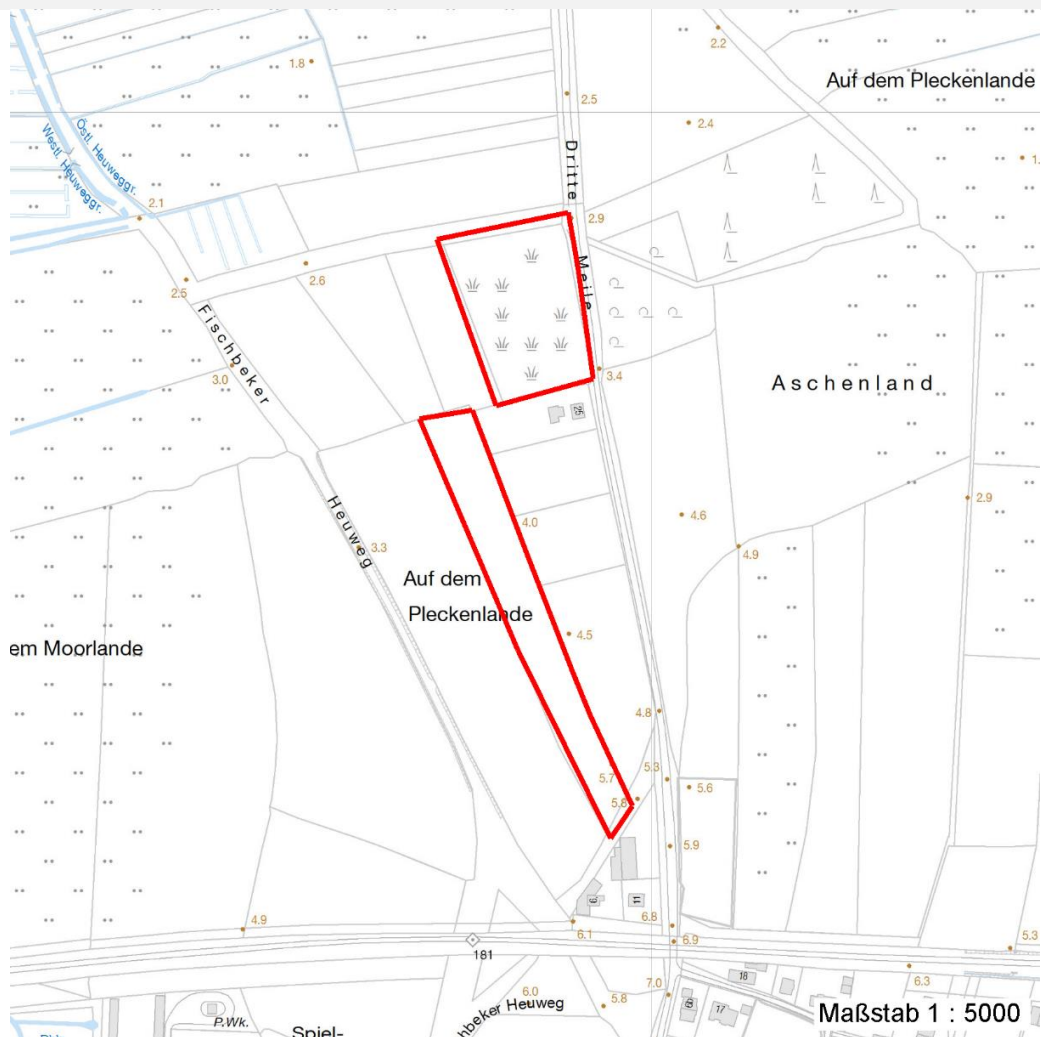 2.2
1.8
Auf dem Pleckenlande
2.5
2.4
Östl. Heuweggr.
Westl. Heuweggr.
Dritte
2.1
2.9
2.6
2.5
Meile
Fischbeker
3.0
3.4
Aschenland
25
2.9
Heuweg
4.0
4.6
3.3
4.9
Auf dem
Pleckenlande
4.5
em Moorlande
4.8
5.7
5.3
5.8
5.6
5.9
6
11
4.9
6.1
6.8
6.9
5.3
181
6.3
18
7.0
6.0
5.8
17
chbeker Heuweg
P.Wk.
Spiel-
Maßstab 1 : 5000